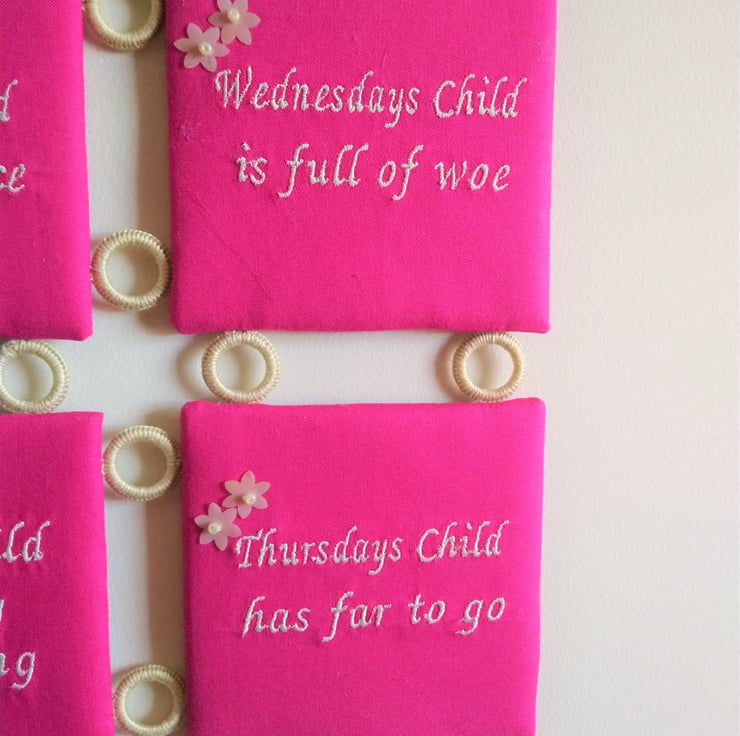 Wednesdays Child
is full of woe
Thursdays Child
has far to go